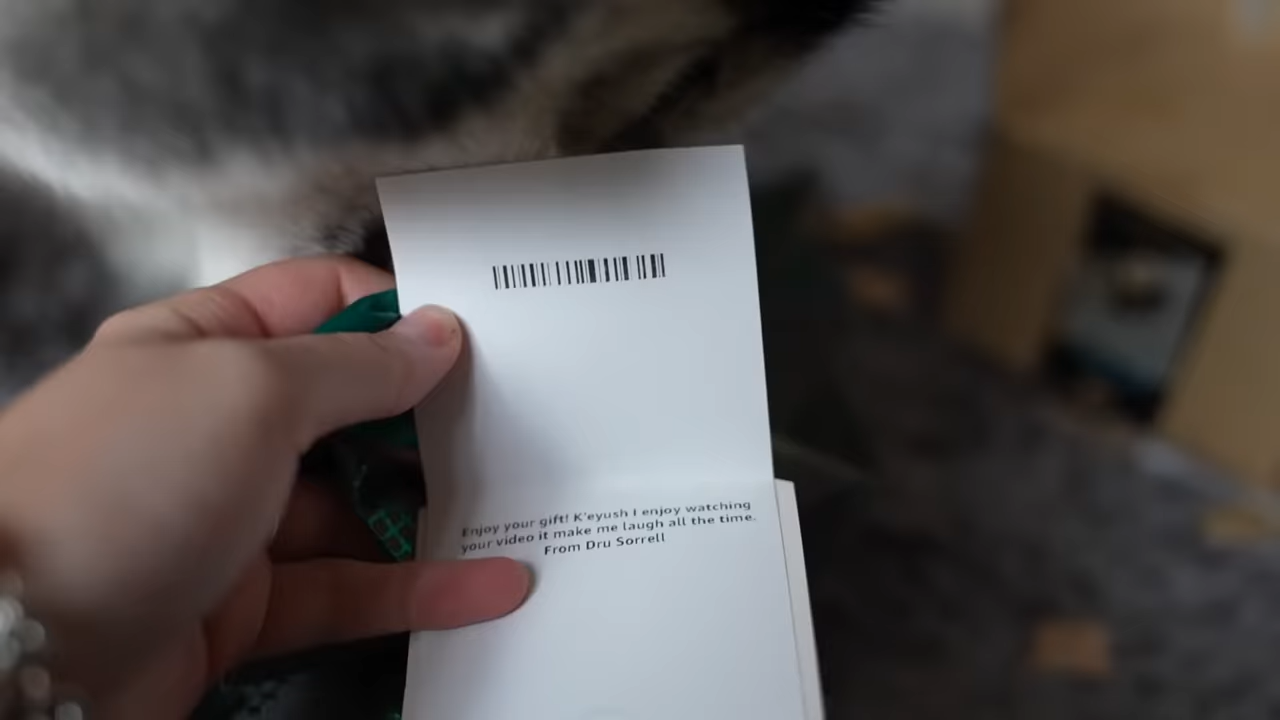 Enjoy your gift! K'eyush I enjoy watching
your video it make me laugh all the time.
From Dru Sorrell